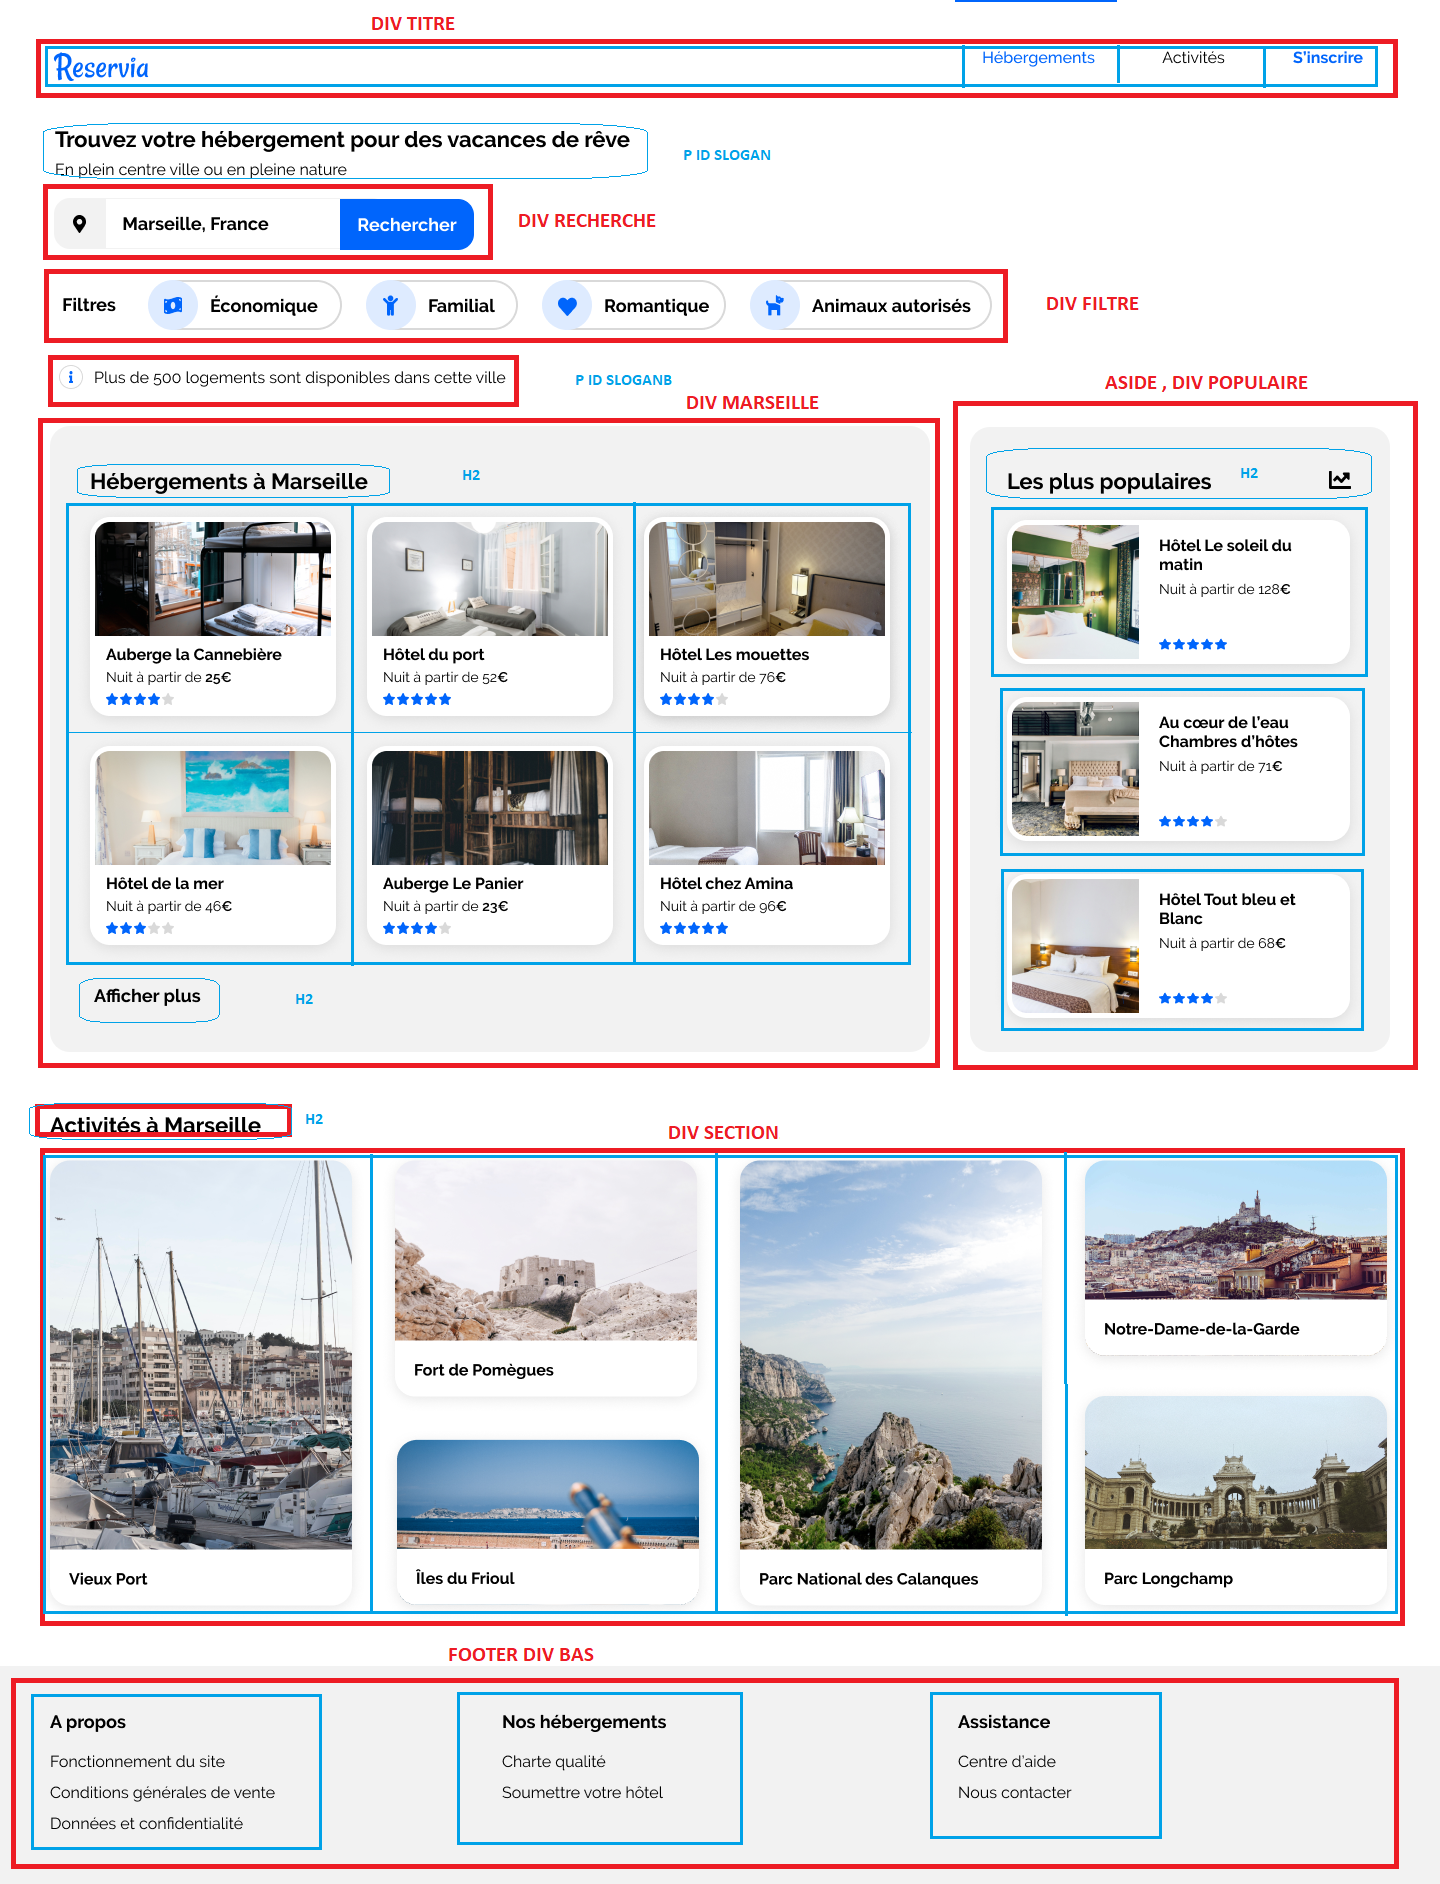 DIV TITRE
Reservia
Hébergements
Activités
S'inscrire
Trouvez votre hébergement pour des vacances de rêve
En plein centre ville ou en pleine nature
P ID SLOGAN
Marseille, France
Rechercher
DIV RECHERCHE
Filtres
Économique
Familial
Romantique
Animaux autorisés
DIV FILTRE
Plus de 500 logements sont disponibles dans cette ville
P ID SLOGANB
DIV MARSEILLE
ASIDE , DIV POPULAIRE
Hébergements à Marseille
H2
Auberge la Cannebière
Nuit à partir de 25€
Hôtel du port
Nuit à partir de 52€
Hôtel Les mouettes
Nuit à partir de 76€
Hôtel de la mer
Nuit à partir de 46€
Auberge Le Panier
Nuit à partir de 23€
Hôtel chez Amina
Nuit à partir de 96€
Afficher plus
H2
Les plus populaires
H2
Hôtel Le soleil du
matin
Nuit à partir de 128€
Au cœur de l'eau
Chambres d'hôtes
Nuit à partir de 71€
Hôtel Tout bleu et
Blanc
Nuit à partir de 68€
Activités à Marseille
H2
DIV SECTION
Vieux Port
Fort de Pomègues
Îles du Frioul
Parc National des Calanques
Notre-Dame-de-la-Garde
Parc Longchamp
FOOTER DIV BAS
A propos
Fonctionnement du site
Conditions générales de vente
Données et confidentialité
Nos hébergements
Charte qualité
Soumettre votre hôtel
Assistance
Centre d'aide
Nous contacter